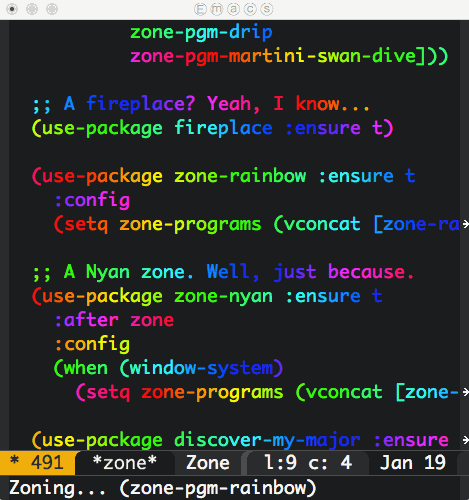 Emacs
zone-pgm-drip
zone-pgm-martini-swan-dive]))
;; A fireplace? Yeah, I know...
(use-package fireplace :ensure t)
(use-package zone-rainbow :ensure t
:config
(setq zone-programs (vconcat [zone-ra
;; A Nyan zone. Well, just because.
(use-package zone-nyan :ensure t
:after zone
:config
(when (window-system)
(setq zone-programs (vconcat [zone-
(use-package discover-my-major :ensure
* 491 *zone* Zone l:9 c: 4 Jan 19
Zoning... (zone-pgm-rainbow)